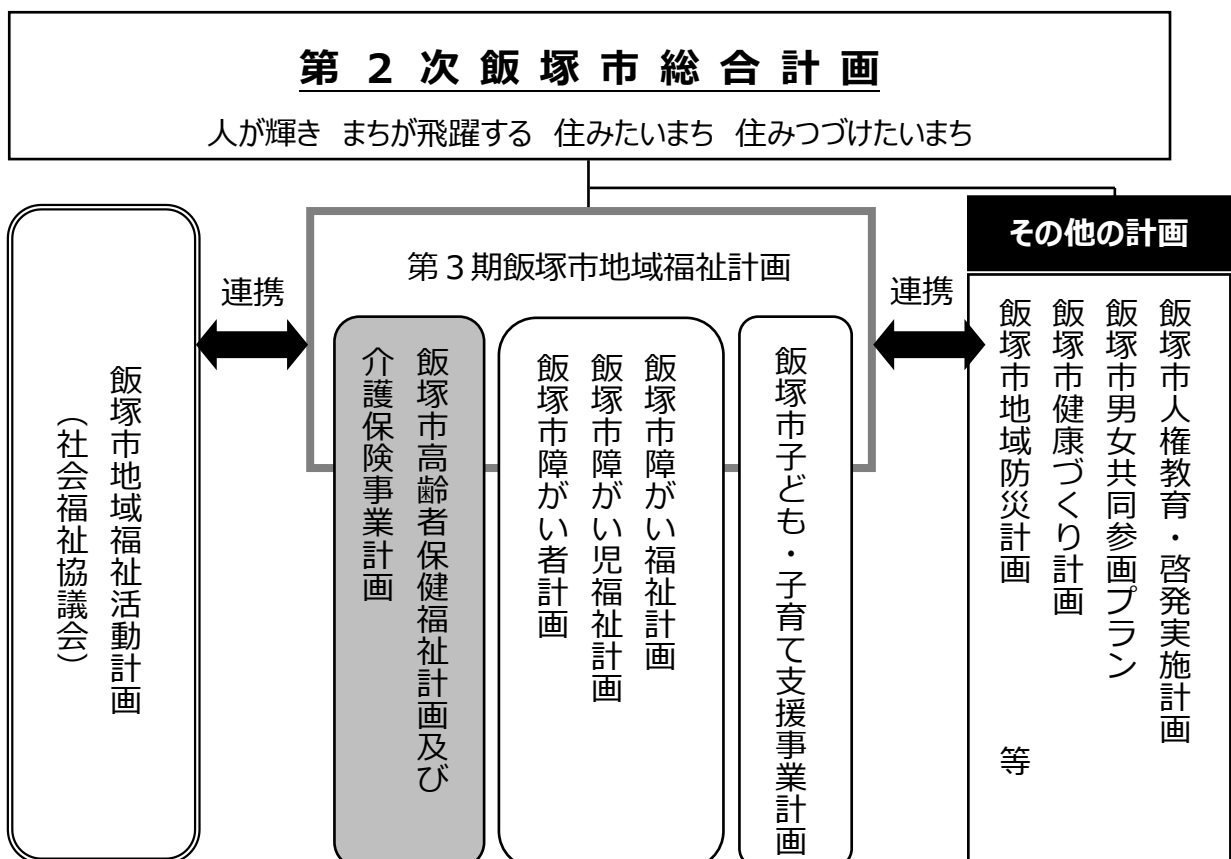 第２次飯塚市総合計画
人が輝き まちが飛躍する 住みたいまち 住みつづけたいまち
飯塚市地域福祉活動計画
（社会福祉協議会）
連携
第３期飯塚市地域福祉計画
飯塚市高齢者保健福祉計画及び
介護保険事業計画
飯塚市障がい福祉計画
飯塚市障がい児福祉計画
飯塚市障がい者計画
飯塚市子ども・子育て支援事業計画
連携
その他の計画
飯塚市人権教育・啓発実施計画
飯塚市男女共同参画プラン
飯塚市健康づくり計画
飯塚市地域防災計画 等